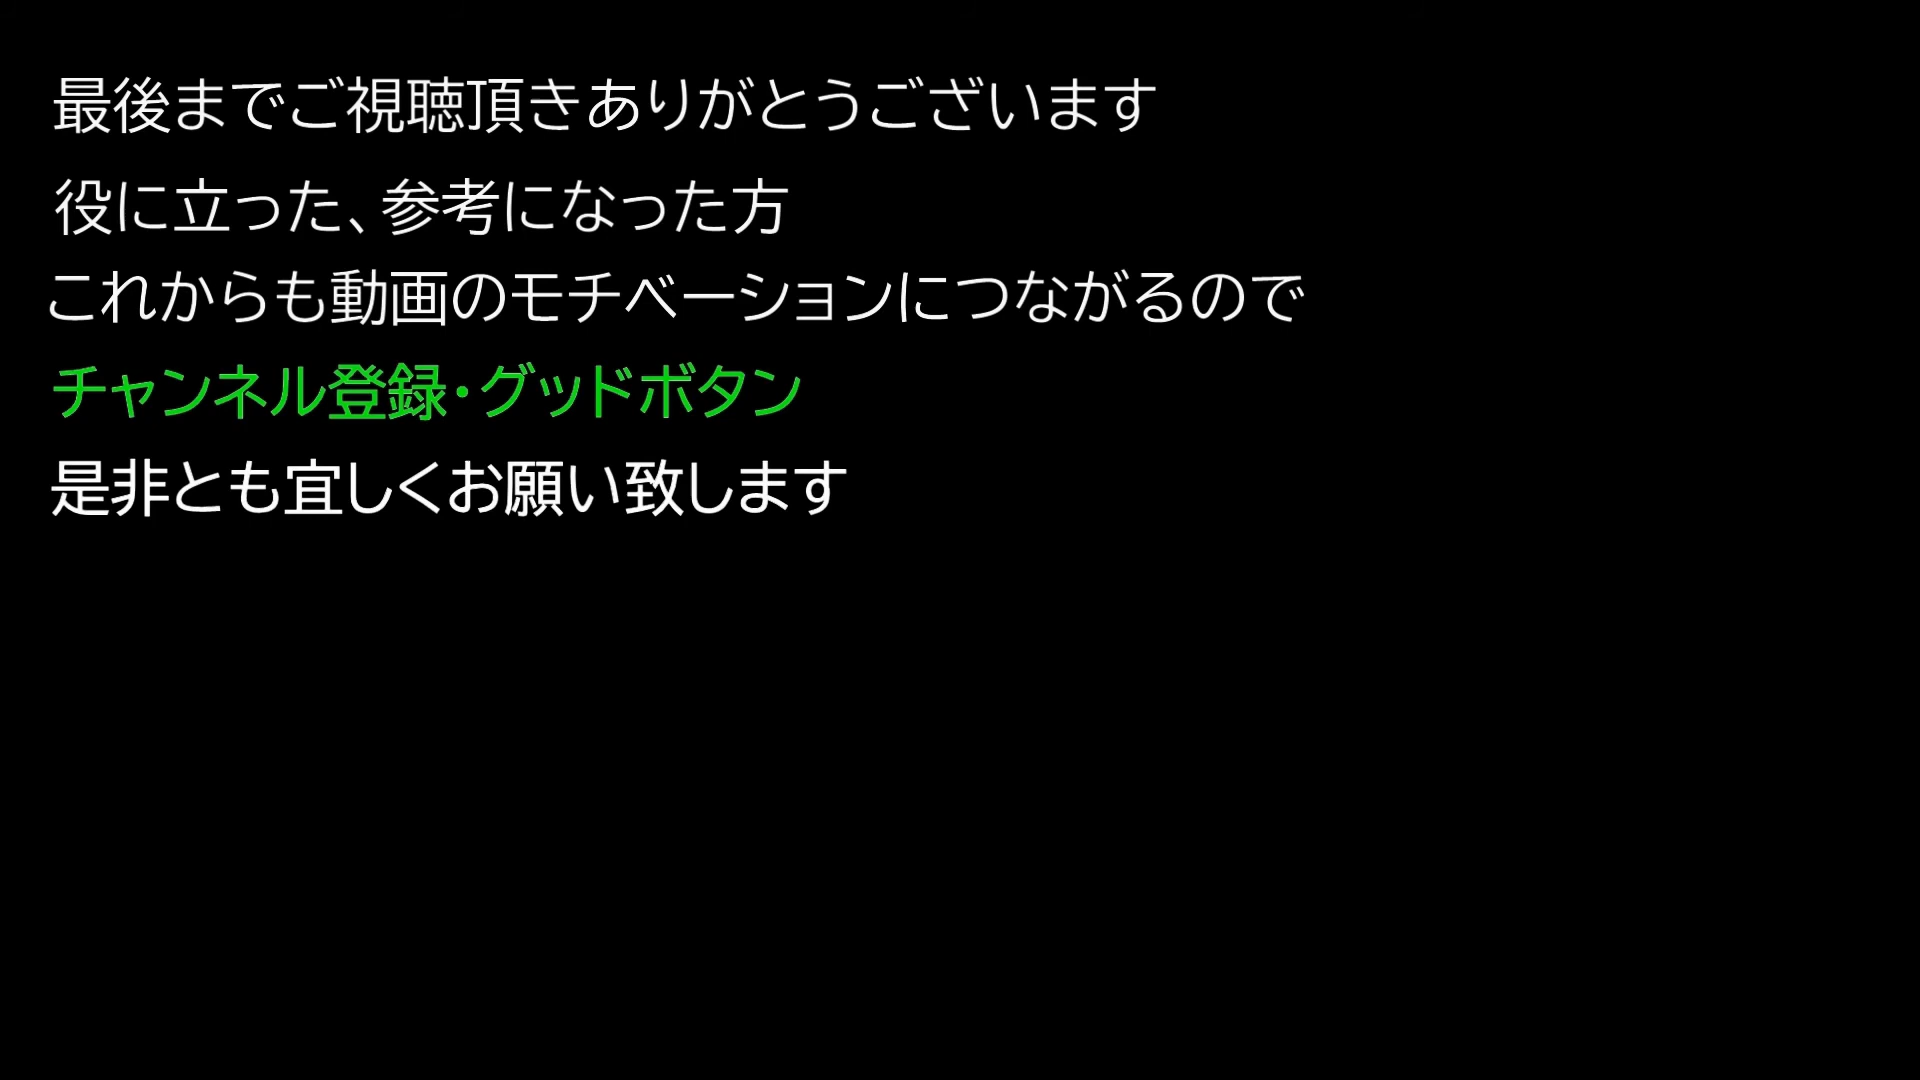 最後までご視聴頂きありがとうございます
役に立った、参考になった方
これからも動画のモチベーションにつながるので
チャンネル登録・グッドボタン
是非とも宜しくお願い致します